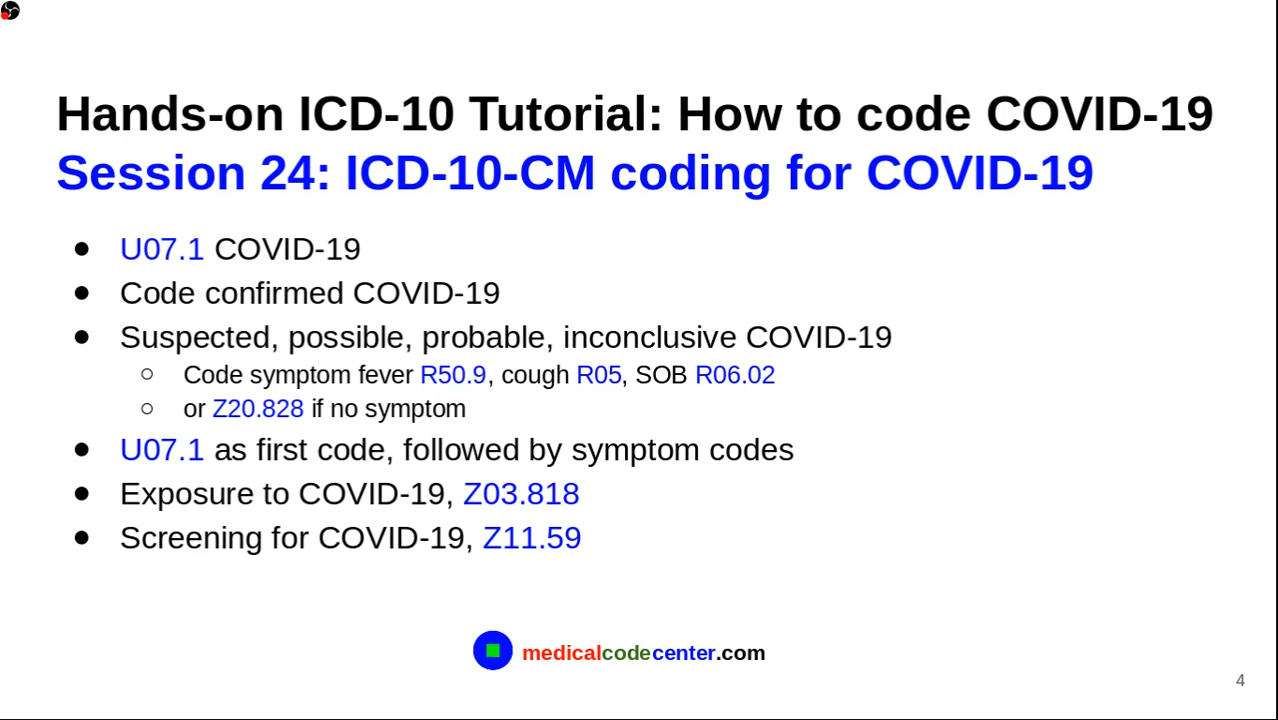 Hands-on ICD-10 Tutorial: How to code COVID-19
Session 24: ICD-10-CM coding for COVID-19
● U07.1 COVID-19
● Code confirmed COVID-19
● Suspected, possible, probable, inconclusive COVID-19
○ Code symptom fever R50.9, cough R05, SOB R06.02
○ or Z20.828 if no symptom
● U07.1 as first code, followed by symptom codes
● Exposure to COVID-19, Z03.818
● Screening for COVID-19, Z11.59
medicalcodecenter.com
4